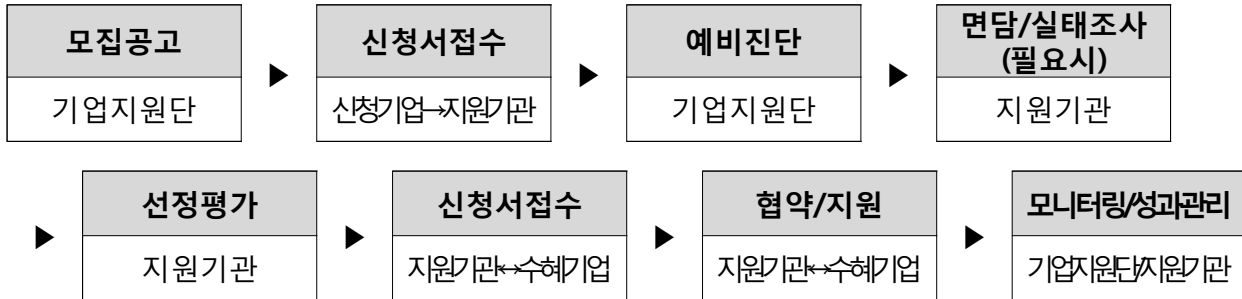 모집공고
기업지원단
▶
신청서접수
신청기업→지원기관
▶
예비진단
기업지원단
▶
면담/실태조사
(필요시)
지원기관
▶
선정평가
지원기관
▶
신청서접수
지원기관↔수혜기업
▶
협약/지원
지원기관↔수혜기업
▶
모니터링/성과관리
기업지원단/지원기관